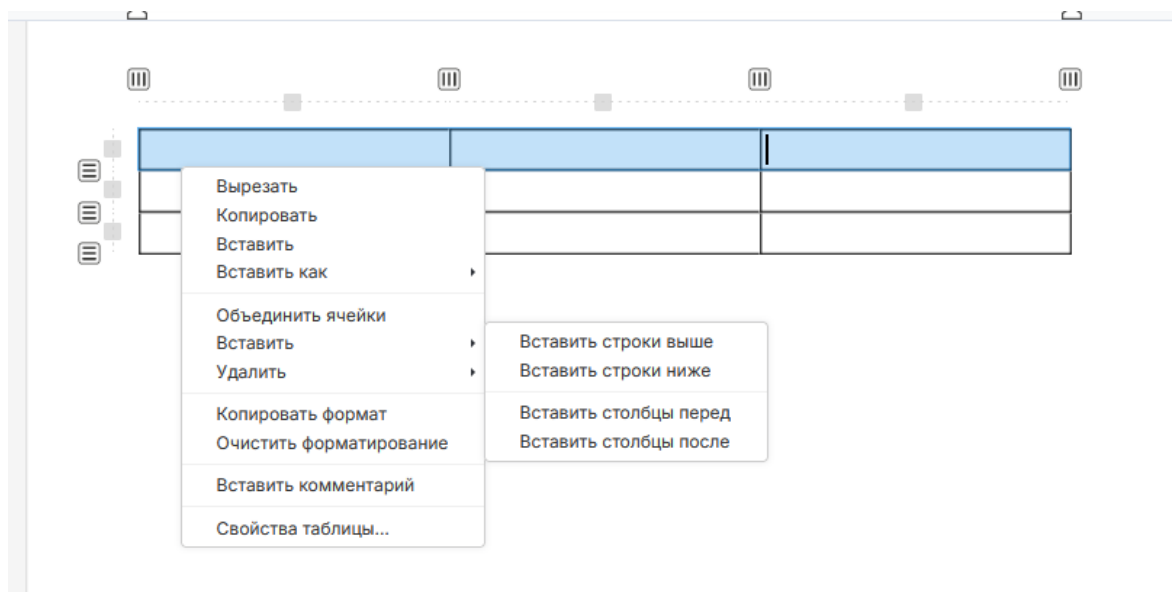 Вырезать
Копировать
Вставить
Вставить как
Объединить ячейки
Вставить
Удалить
Копировать формат
Очистить форматирование
Вставить комментарий
Свойства таблицы...
Вставить строки выше
Вставить строки ниже
Вставить столбцы перед
Вставить столбцы после